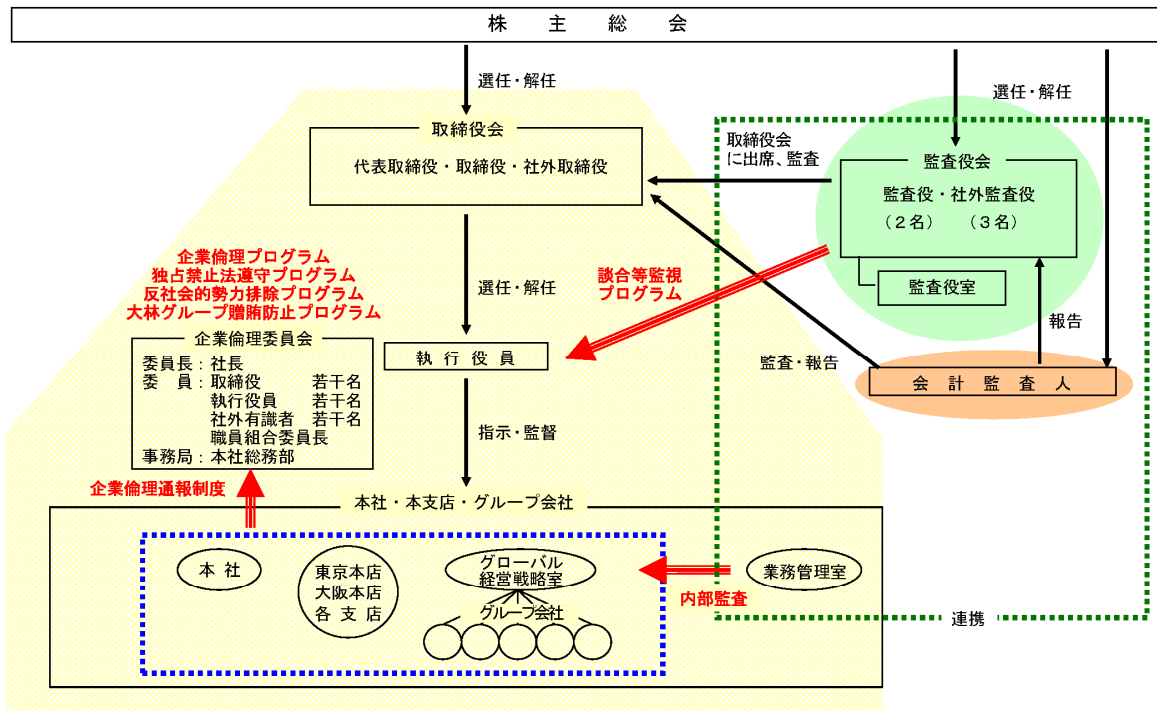 株主総会
選任・解任
選任・解任
取締役会
代表取締役・取締役・社外取締役
取締役会
に出席、監査
監査役会
監査役・社外監査役
（２名）　（３名）
監査役室
企業倫理プログラム
独占禁止法遵守プログラム
反社会的勢力排除プログラム
大林グループ贈賄防止プログラム
選任・解任
談合等監視
プログラム
報告
企業倫理委員会
委員長：社長
委　員：取締役　若干名
執行役員　若干名
社外有識者　若干名
職員組合委員長
事務局：本社総務部
執行役員
監査・報告
会計監査人
指示・監督
企業倫理通報制度
本社・本支店・グループ会社
本社
東京本店
大阪本店
各支店
グローバル
経営戦略室
グループ会社
内部監査
業務管理室
連携